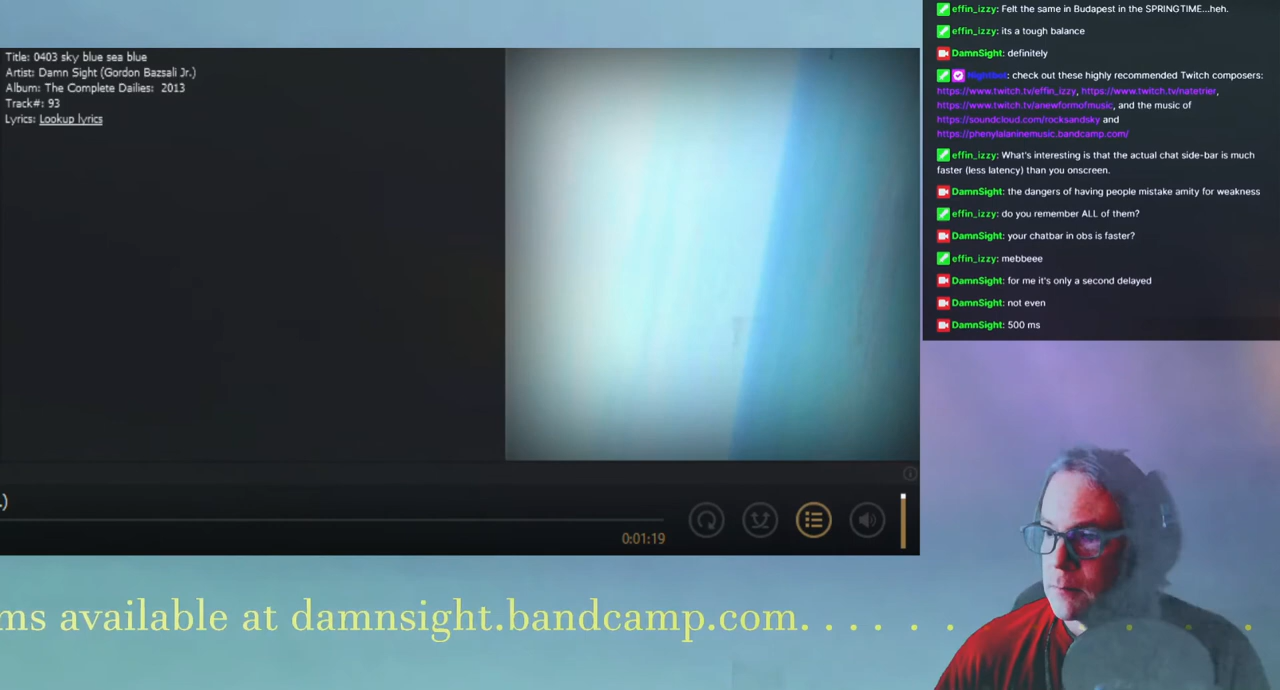 Title: 0403 sky blue sea blue
Artist: Damn Sight (Gordon Bazsali Jr.)
Album: The Complete Dailies: 2013
Track#: 93
Lyrics: Lookup lyrics
.)
0:01:19
ms available at damnsight.bandcamp.com. . . . . . . . . . .
effin_izzy: Felt the same in Budapest in the SPRINGTIME...heh.
effin_izzy: its a tough balance
DamnSight: definitely
Nightbot: check out these highly recommended Twitch composers:
https://www.twitch.tv/effin_izzy, https://www.twitch.tv/natetrier,
https://www.twitch.tv/anewformofmusic, and the music of
https://soundcloud.com/rocksandsky and
https://phenylalaninemusic.bandcamp.com/
effin_izzy: What's interesting is that the actual chat side-bar is much
faster (less latency) than you onscreen.
DamnSight: the dangers of having people mistake amity for weakness
effin_izzy: do you remember ALL of them?
DamnSight: your chatbar in obs is faster?
effin_izzy: mebbeee
DamnSight: for me it's only a second delayed
DamnSight: not even
DamnSight: 500 ms